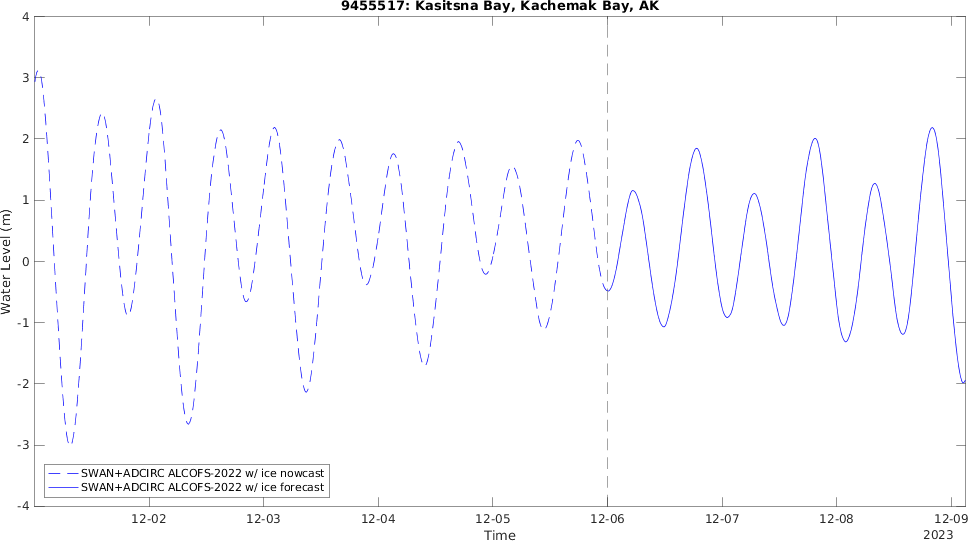 9455517: Kasitsna Bay, Kachemak Bay, AK
4
3
2
1
0
-1
-2
-3
-4
Water Level (m)
SWAN+ADCIRC ALCOFS-2022 w/ ice nowcast
SWAN+ADCIRC ALCOFS-2022 w/ ice forecast
12-02 12-03 12-04 12-05 12-06 12-07 12-08 12-09
Time
2023